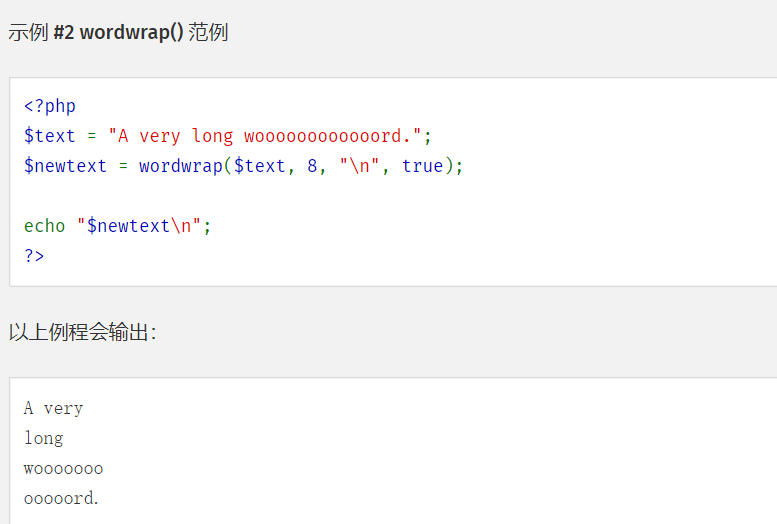 示例 #2 wordwrap() 范例
<?php
$text = "A very long woooooooooooord.";
$newtext = wordwrap($text, 8, "\n", true);
echo "$newtext\n";
?>
以上例程会输出：
A very
long
wooooooo
ooooord.